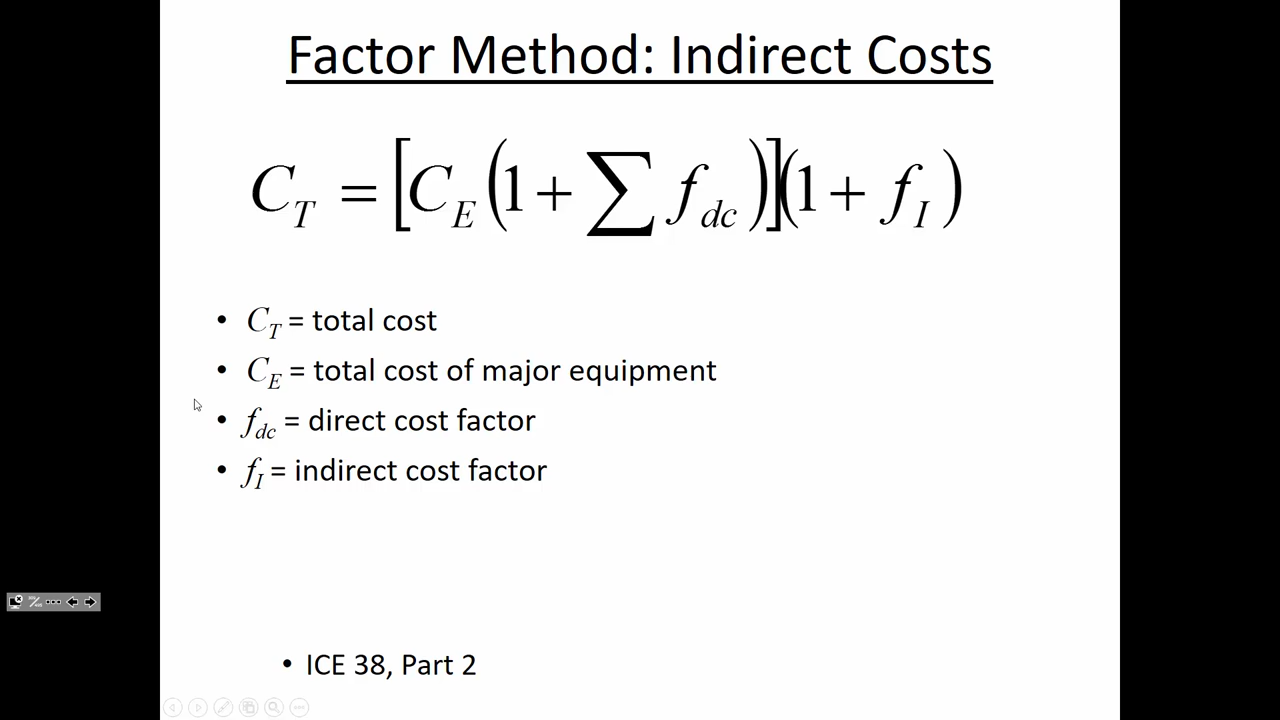 Factor Method: Indirect Costs
C_T = [C_E(1 + ∑ f_dc)](1 + f_I)
• C_T = total cost
• C_E = total cost of major equipment
• f_dc = direct cost factor
• f_I = indirect cost factor
• ICE 38, Part 2